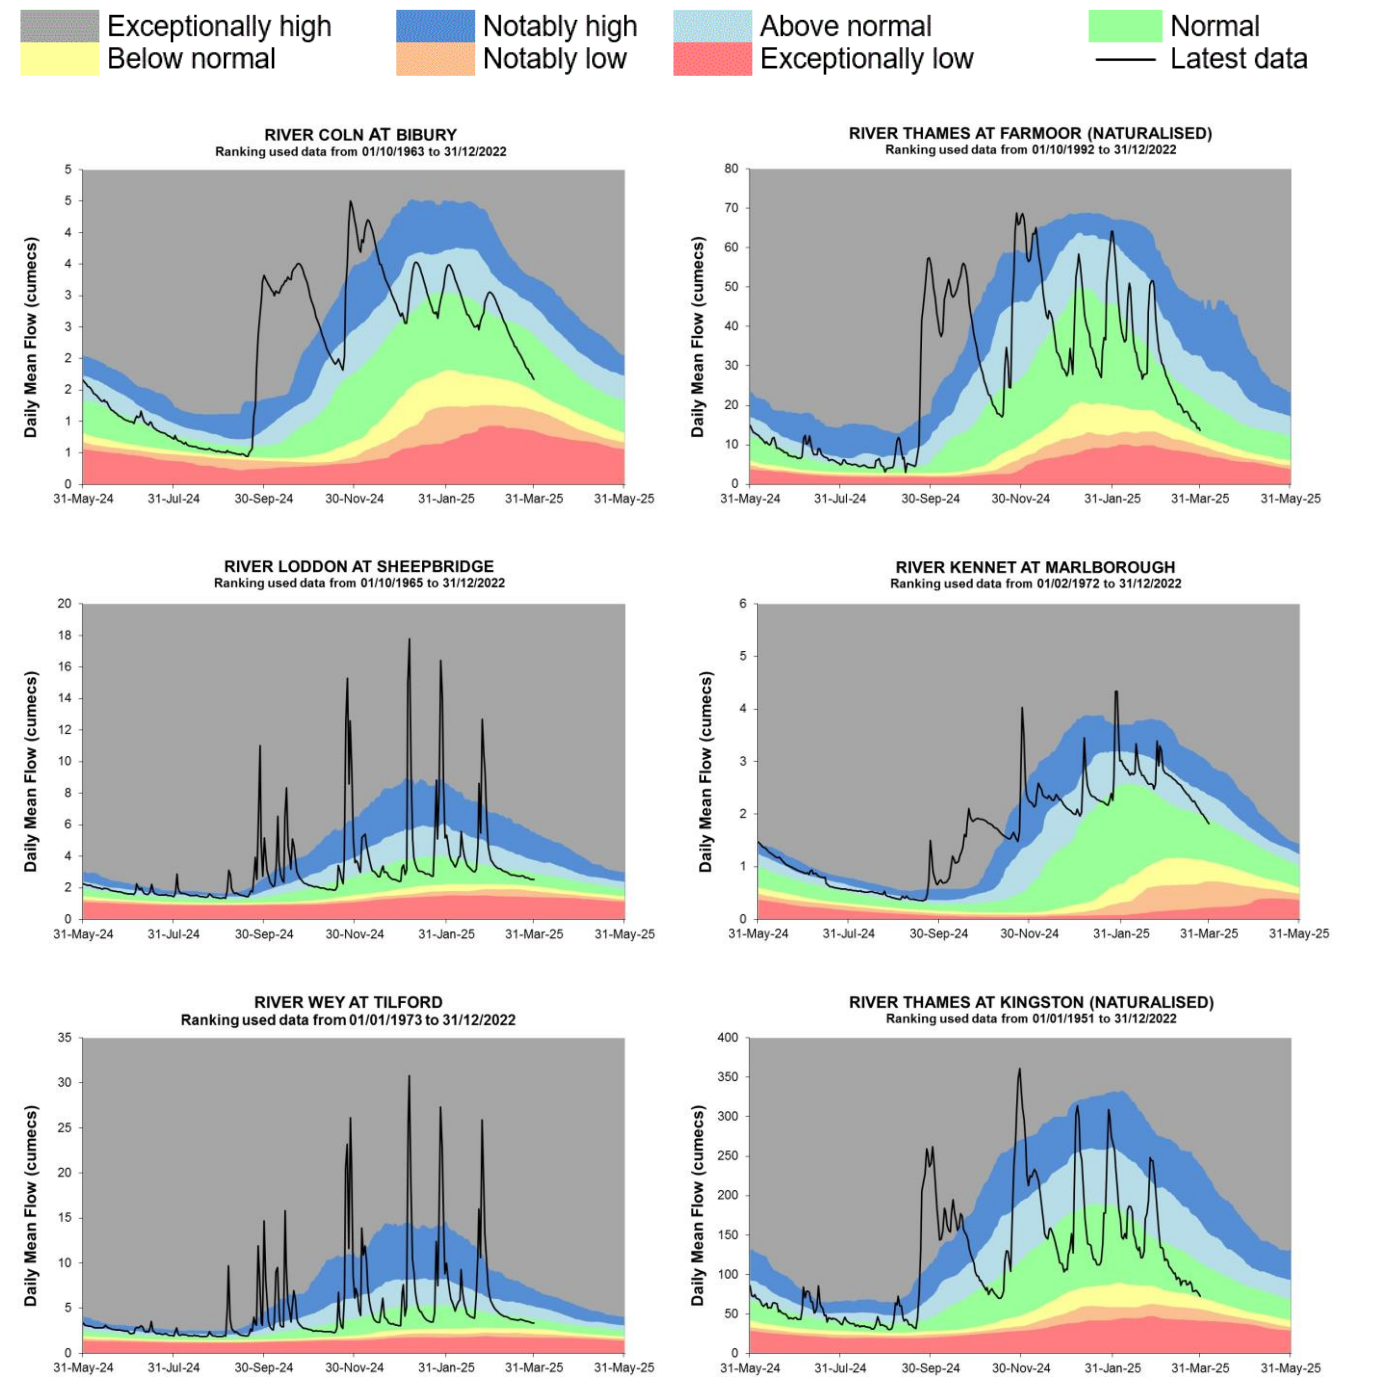 Exceptionally high Notably high Above normal Normal
Below normal Notably low Exceptionally low Latest data
RIVER COLN AT BIBURY
Ranking used data from 01/10/1963 to 31/12/2022
Daily Mean Flow (cumecs)
5
5
4
4
3
3
2
2
1
1
0
31-May-24 31-Jul-24 30-Sep-24 30-Nov-24 31-Jan-25 31-Mar-25 31-May-25
RIVER THAMES AT FARMOOR (NATURALISED)
Ranking used data from 01/10/1992 to 31/12/2022
Daily Mean Flow (cumecs)
80
70
60
50
40
30
20
10
0
31-May-24 31-Jul-24 30-Sep-24 30-Nov-24 31-Jan-25 31-Mar-25 31-May-25
RIVER LODDON AT SHEEPBRIDGE
Ranking used data from 01/10/1965 to 31/12/2022
Daily Mean Flow (cumecs)
20
18
16
14
12
10
8
6
4
2
0
31-May-24 31-Jul-24 30-Sep-24 30-Nov-24 31-Jan-25 31-Mar-25 31-May-25
RIVER KENNET AT MARLBOROUGH
Ranking used data from 01/02/1972 to 31/12/2022
Daily Mean Flow (cumecs)
6
5
4
3
2
1
0
31-May-24 31-Jul-24 30-Sep-24 30-Nov-24 31-Jan-25 31-Mar-25 31-May-25
RIVER WEY AT TILFORD
Ranking used data from 01/01/1973 to 31/12/2022
Daily Mean Flow (cumecs)
35
30
25
20
15
10
5
0
31-May-24 31-Jul-24 30-Sep-24 30-Nov-24 31-Jan-25 31-Mar-25 31-May-25
RIVER THAMES AT KINGSTON (NATURALISED)
Ranking used data from 01/01/1951 to 31/12/2022
Daily Mean Flow (cumecs)
400
350
300
250
200
150
100
50
0
31-May-24 31-Jul-24 30-Sep-24 30-Nov-24 31-Jan-25 31-Mar-25 31-May-25